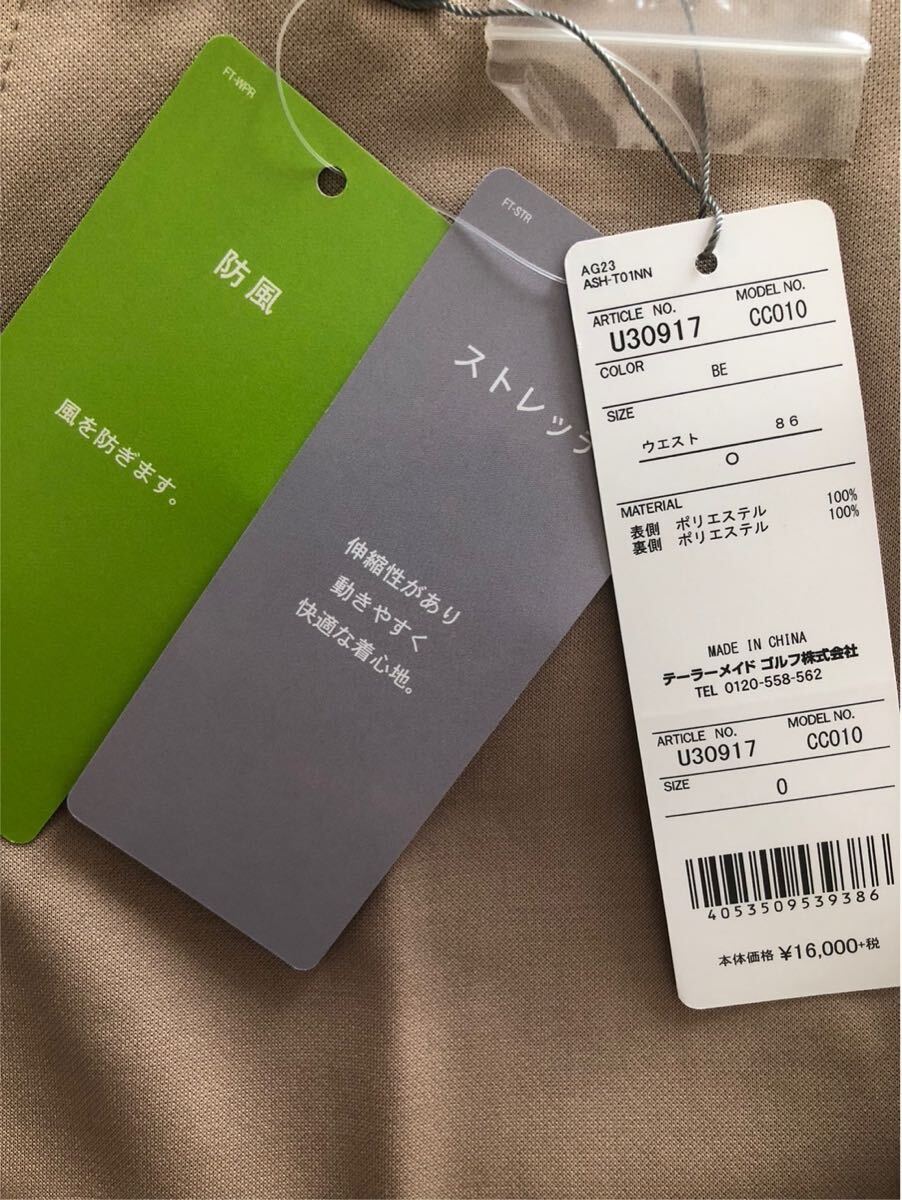 FT-WPR
防風
風を防ぎます。
FT-STR
ストレッチ
伸縮性があり
動きやすく
快適な着心地。
AG23
ASH-T01NN
ARTICLE NO. MODEL NO.
U30917 CC010
COLOR BE
SIZE
ウエスト 86
O
MATERIAL
表側 ポリエステル 100%
裏側 ポリエステル 100%
MADE IN CHINA
テーラーメイド ゴルフ株式会社
TEL 0120-558-562
ARTICLE NO. MODEL NO.
U30917 CC010
SIZE O
4053509539386
本体価格 ¥16,000+税